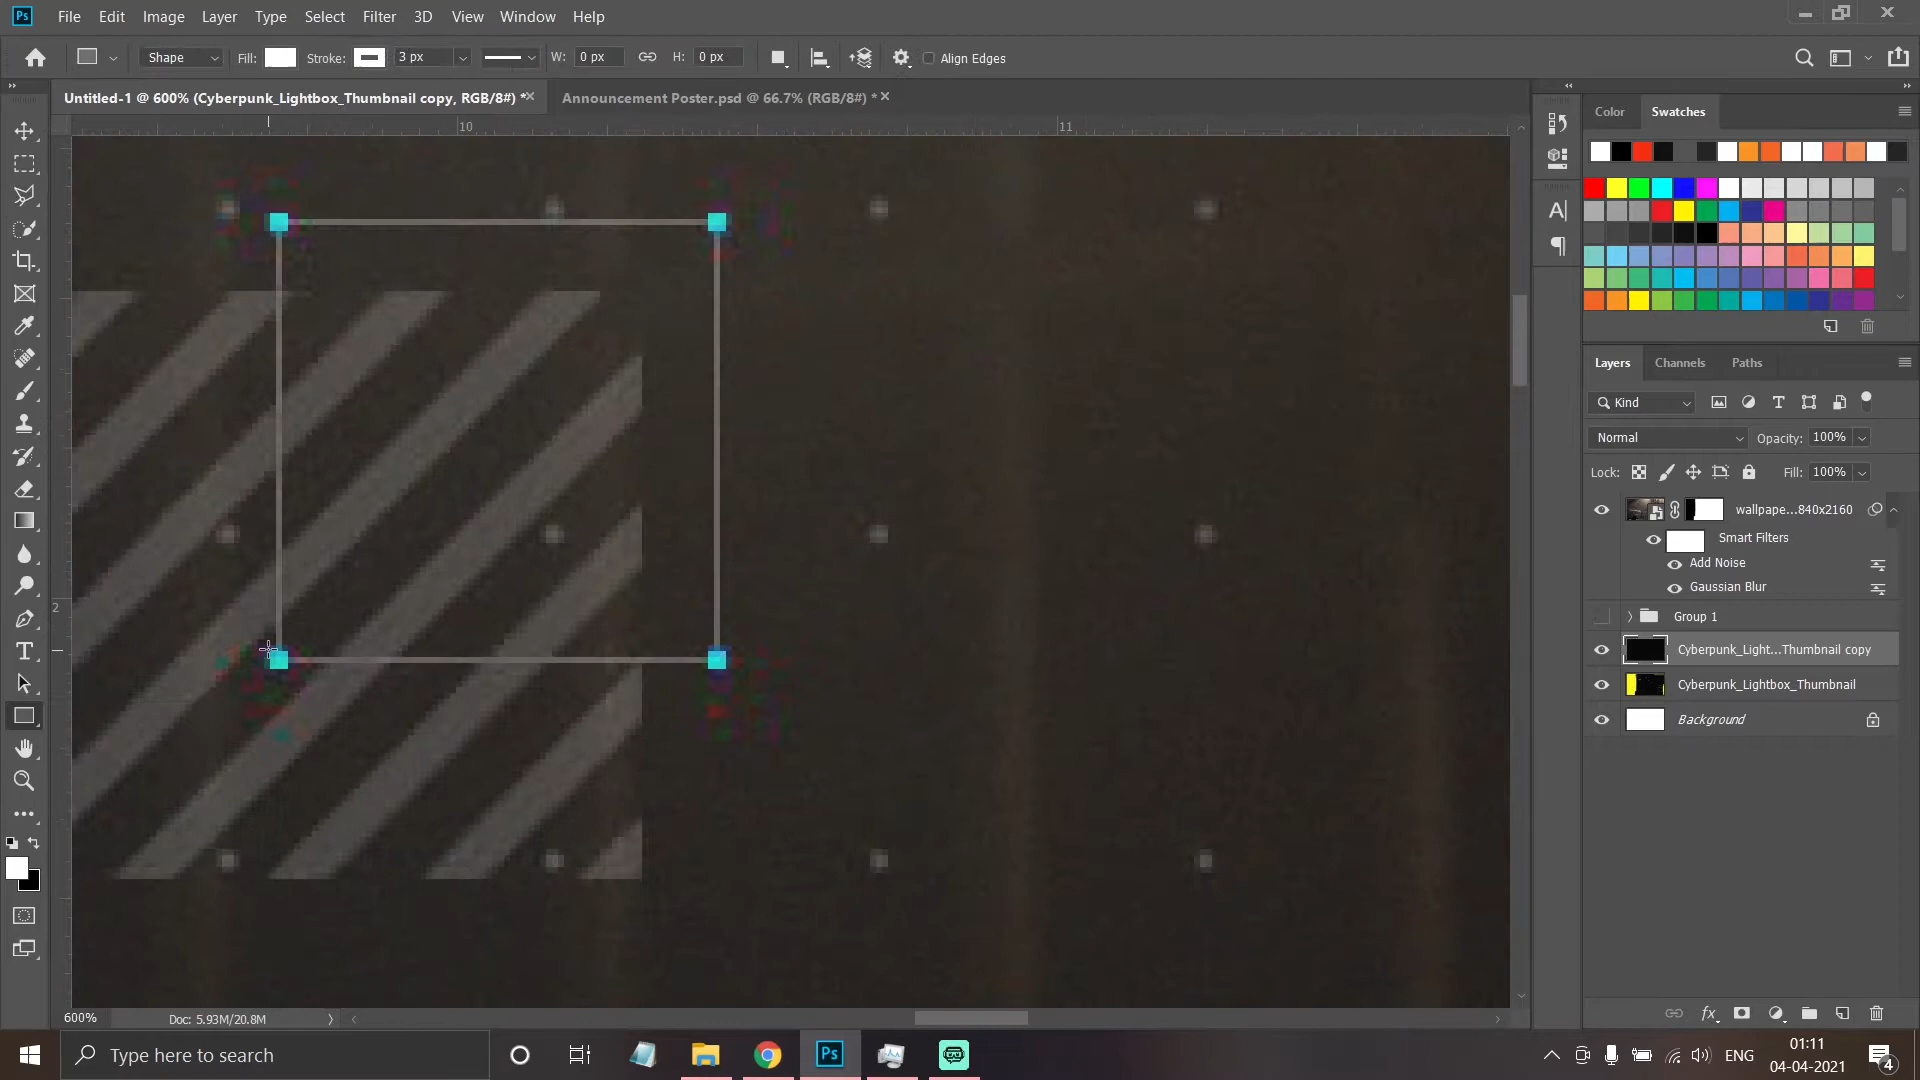 Ps File Edit Image Layer Type Select Filter 3D View Window Help
Shape Fill: Stroke: 3 px W: 0 px H: 0 px Align Edges
Untitled-1 @ 600% (Cyberpunk_Lightbox_Thumbnail copy, RGB/8#) * Announcement Poster.psd @ 66.7% (RGB/8#) *
10 11
2
Color Swatches
Layers Channels Paths
Kind
Normal Opacity: 100%
Lock: Fill: 100%
wallpape...840x2160
Smart Filters
Add Noise
Gaussian Blur
Group 1
Cyberpunk_Light...Thumbnail copy
Cyberpunk_Lightbox_Thumbnail
Background
fx
600% Doc: 5.93M/20.8M
Type here to search
Ps
ENG
01:11
04-04-2021
4